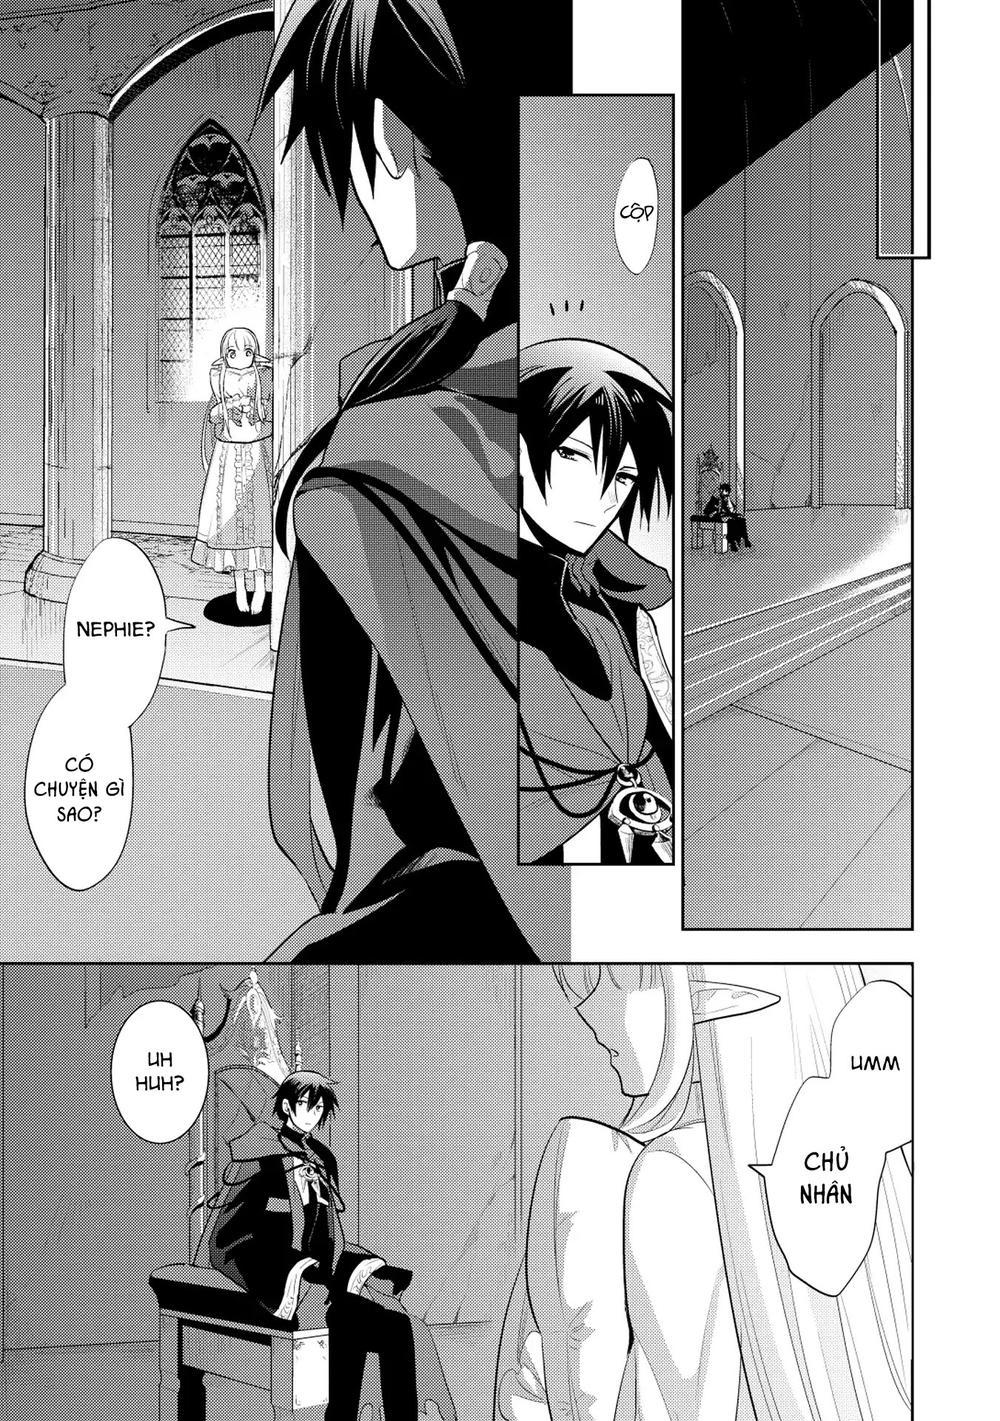 CỘP
NEPHIE?
CÓ
CHUYỆN GÌ
SAO?
UMM
CHỦ
NHÂN
UH
HUH?